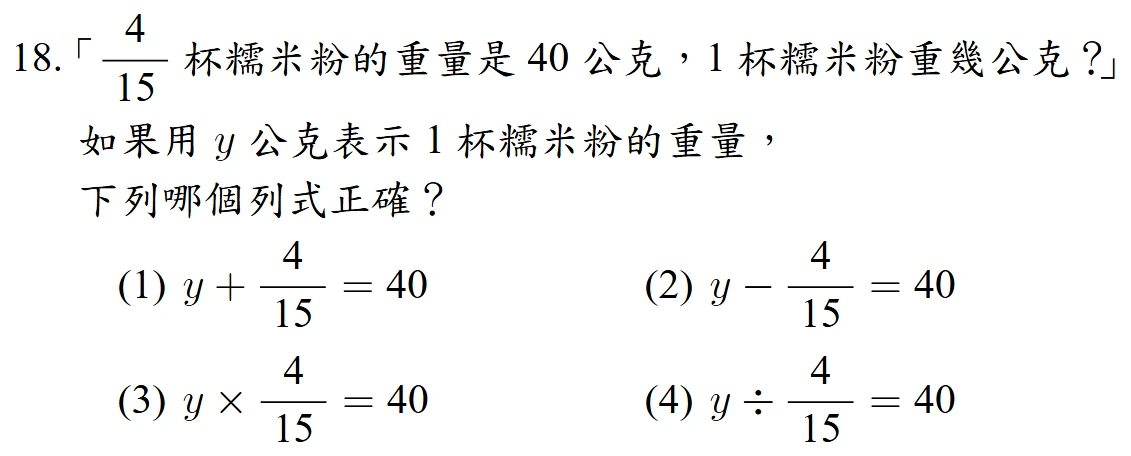 18.「4/15 杯糯米粉的重量是 40 公克，1 杯糯米粉重幾公克？」
如果用 y 公克表示 1 杯糯米粉的重量，
下列哪個列式正確？
(1) y + 4/15 = 40 (2) y − 4/15 = 40
(3) y × 4/15 = 40 (4) y ÷ 4/15 = 40